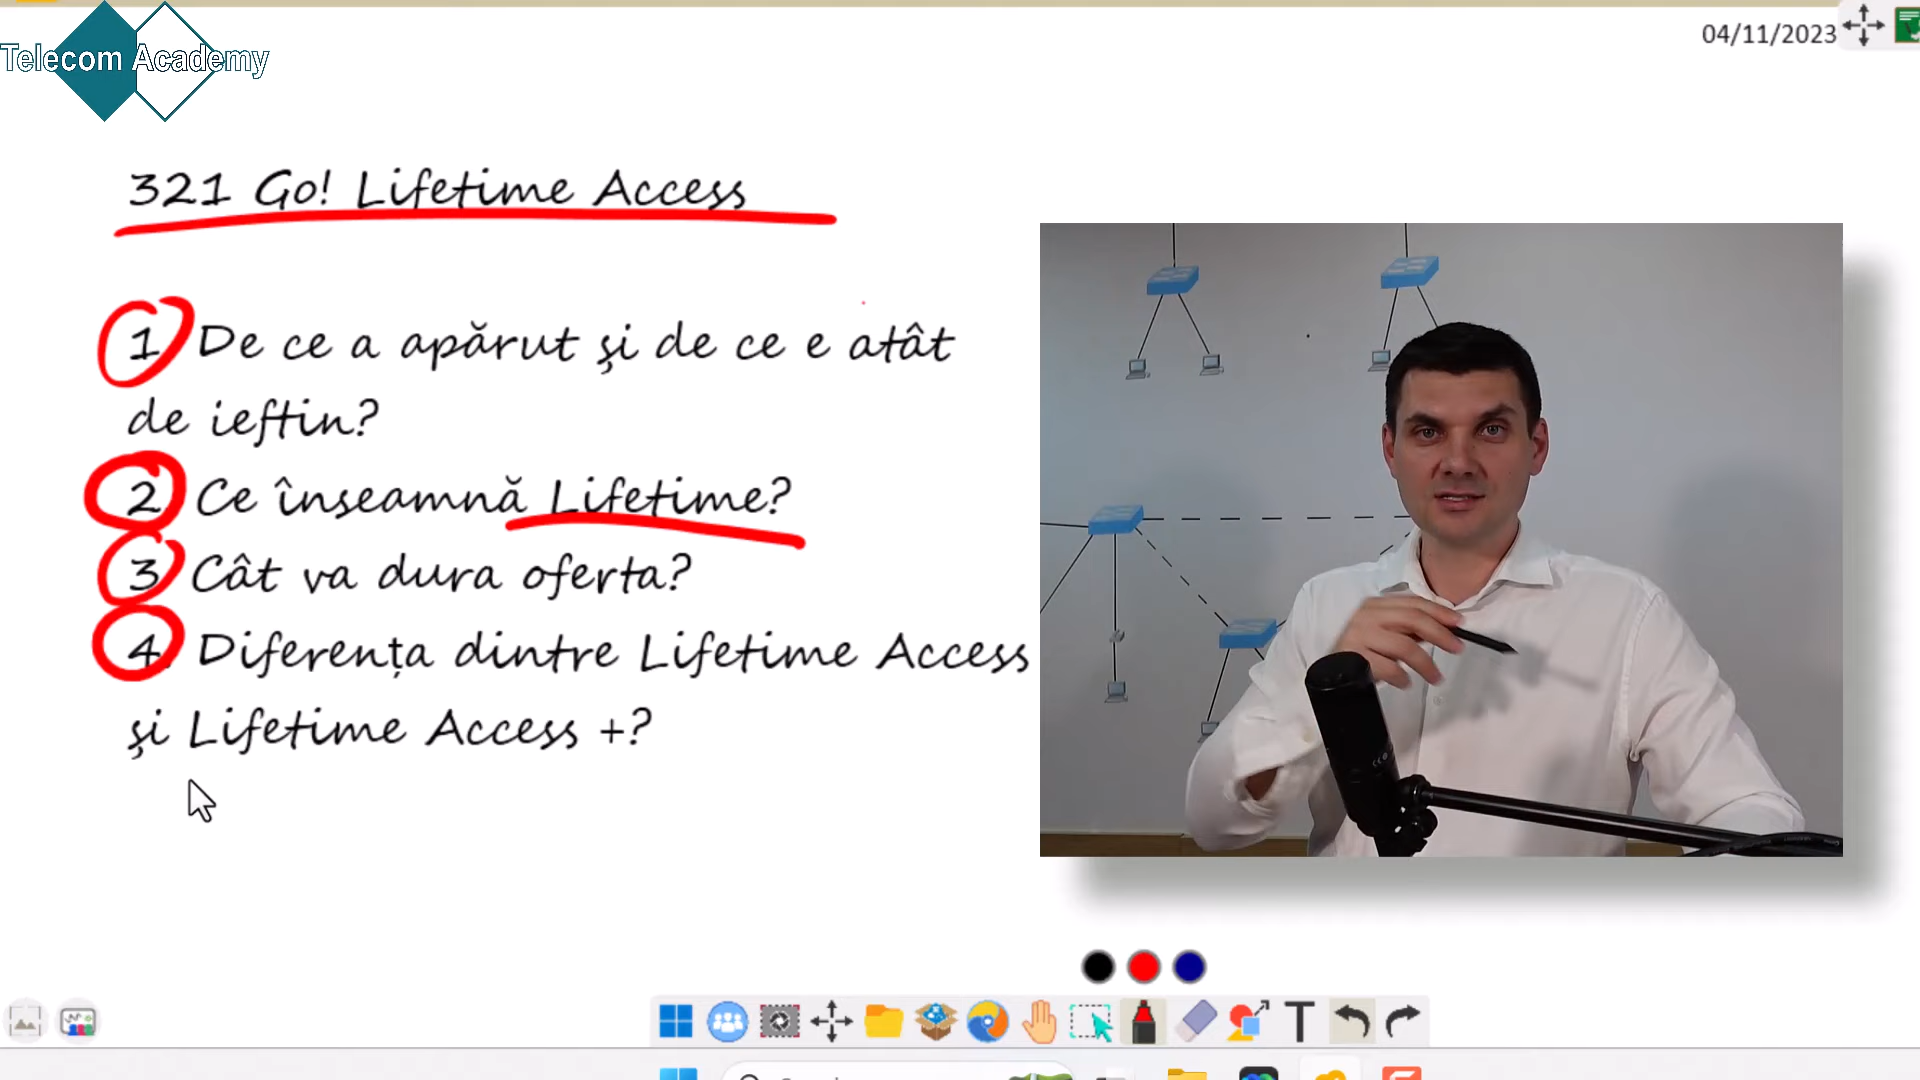 Telecom Academy
04/11/2023
321 Go! Lifetime Access
1. De ce a apărut și de ce e atât
de ieftin?
2. Ce înseamnă Lifetime?
3. Cât va dura oferta?
4. Diferența dintre Lifetime Access
și Lifetime Access +?